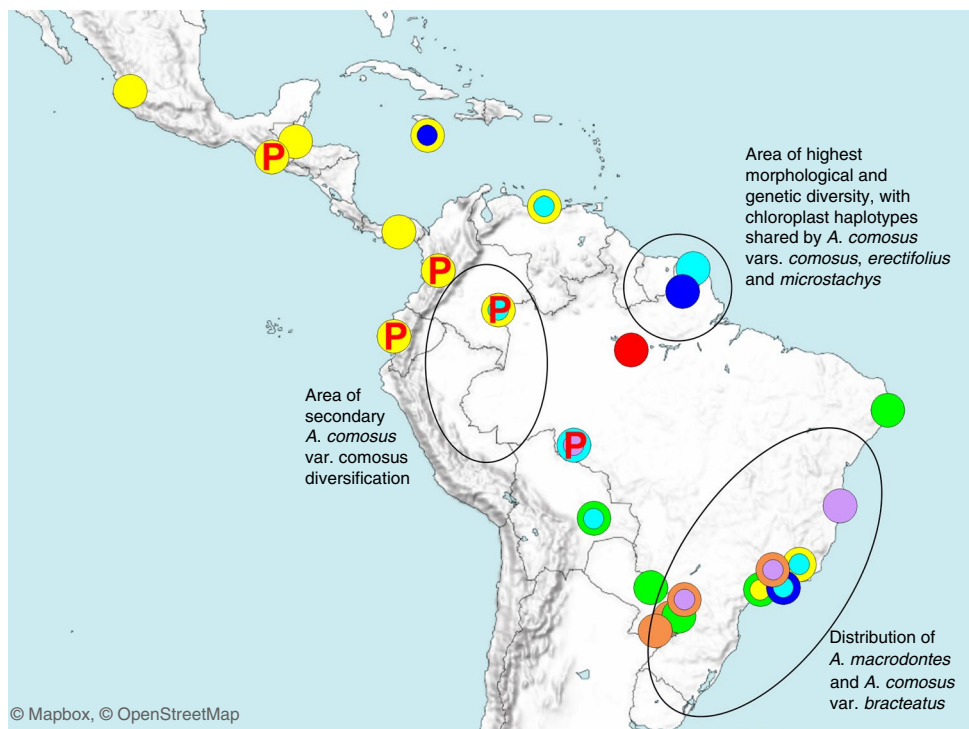 Area of highest
morphological and
genetic diversity, with
chloroplast haplotypes
shared by A. comosus
vars. comosus, erectifolius
and microstachys
P
P
P
P
Area of
secondary
A. comosus
var. comosus
diversification
P
Distribution of
A. macrodontes
and A. comosus
var. bracteatus
© Mapbox, © OpenStreetMap